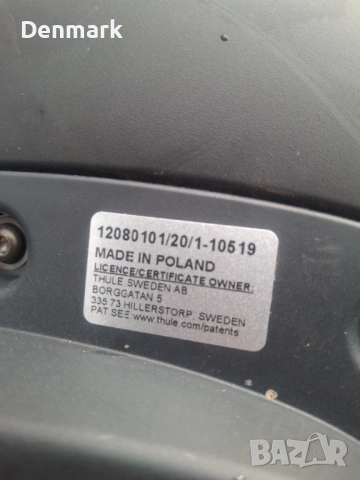 Denmark
12080101/20/1-10519
MADE IN POLAND
LICENCE/CERTIFICATE OWNER:
THULE SWEDEN AB
BORGGATAN 5
335 73 HILLERSTORP, SWEDEN
PAT SEE www.thule.com/patents
BAZAR